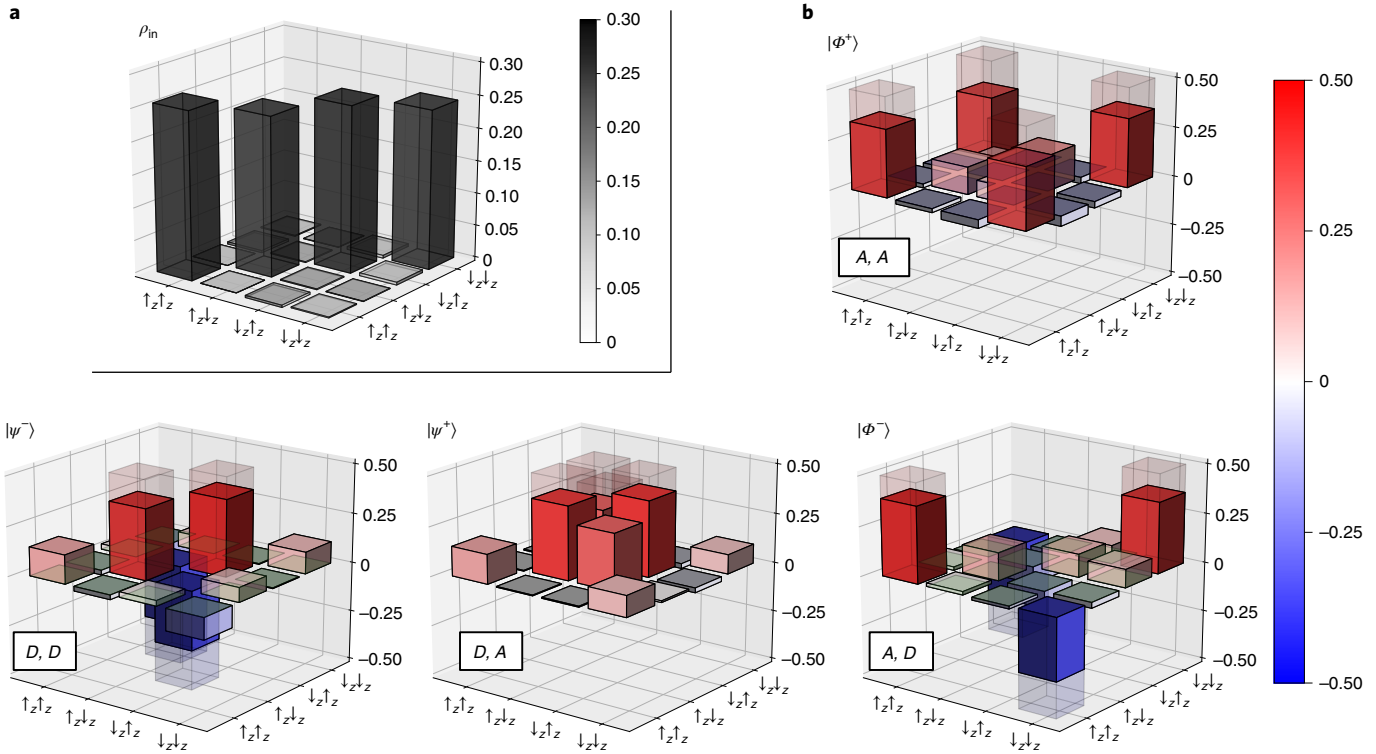 a
ρin
0.30
0.25
0.20
0.15
0.10
0.05
0
↑z↑z
↑z↓z
↓z↑z
↓z↓z
↑z↑z
↑z↓z
↓z↑z
↓z↓z
0.30
0.25
0.20
0.15
0.10
0.05
0
b
|Φ+⟩
0.50
0.25
0
−0.25
−0.50
A, A
↑z↑z
↑z↓z
↓z↑z
↓z↓z
↑z↑z
↑z↓z
↓z↑z
↓z↓z
0.50
0.25
0
−0.25
−0.50
|ψ−⟩
0.50
0.25
0
−0.25
−0.50
D, D
↑z↑z
↑z↓z
↓z↑z
↓z↓z
↑z↑z
↑z↓z
↓z↑z
↓z↓z
|ψ+⟩
0.50
0.25
0
−0.25
−0.50
D, A
↑z↑z
↑z↓z
↓z↑z
↓z↓z
↑z↑z
↑z↓z
↓z↑z
↓z↓z
|Φ−⟩
0.50
0.25
0
−0.25
−0.50
A, D
↑z↑z
↑z↓z
↓z↑z
↓z↓z
↑z↑z
↑z↓z
↓z↑z
↓z↓z